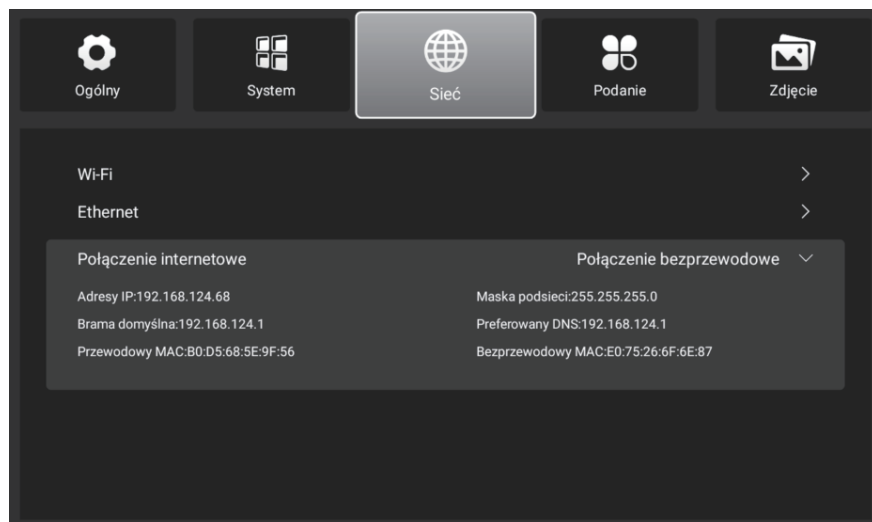 Ogólny
System
Sieć
Podanie
Zdjęcie
Wi-Fi
Ethernet
Połączenie internetowe
Połączenie bezprzewodowe
Adresy IP:192.168.124.68
Maska podsieci:255.255.255.0
Brama domyślna:192.168.124.1
Preferowany DNS:192.168.124.1
Przewodowy MAC:B0:D5:68:5E:9F:56
Bezprzewodowy MAC:E0:75:26:6F:6E:87